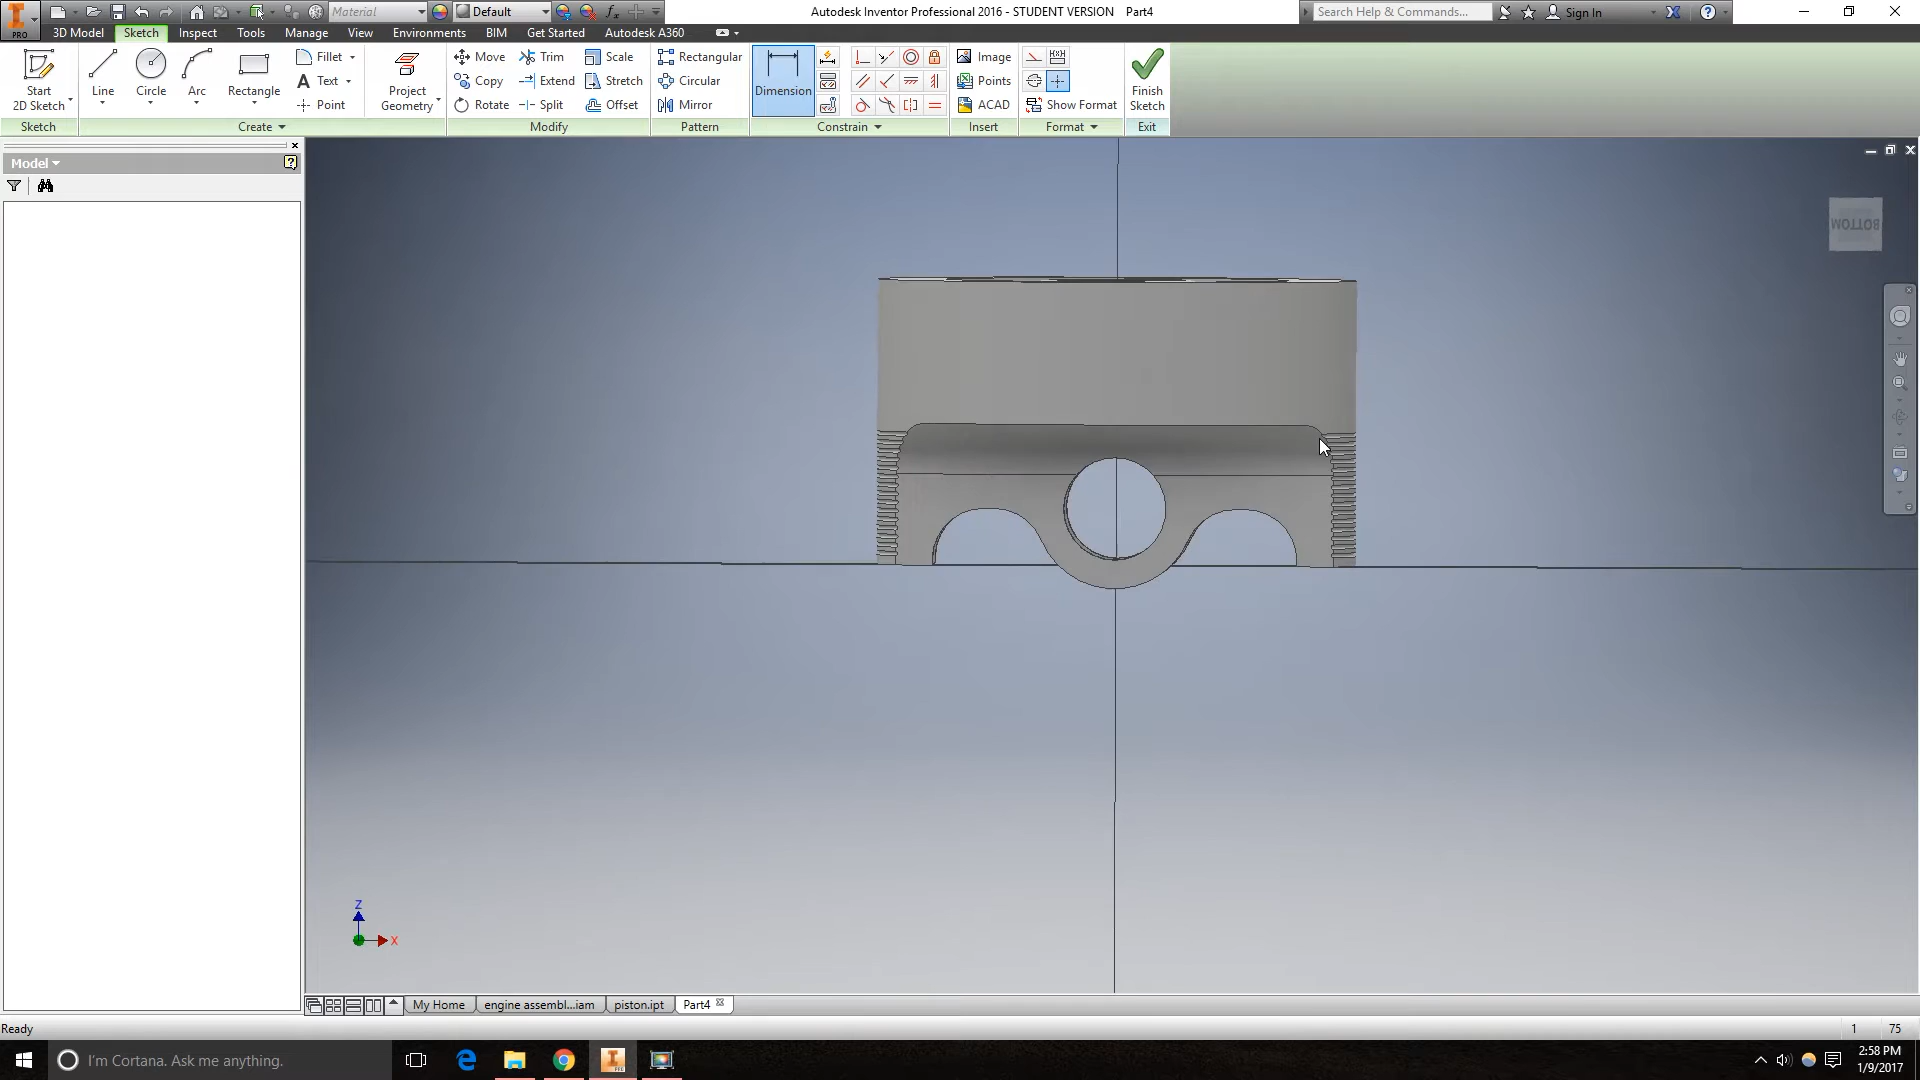 Material
Default
Autodesk Inventor Professional 2016 - STUDENT VERSION Part4
Search Help & Commands...
Sign In
PRO
3D Model Sketch Inspect Tools Manage View Environments BIM Get Started Autodesk A360
Start
2D Sketch
Line
Circle
Arc
Rectangle
Fillet
Text
Point
Project
Geometry
Move
Trim
Scale
Copy
Extend
Stretch
Rotate
Split
Offset
Rectangular
Circular
Mirror
Dimension
Image
Points
ACAD
Show Format
Finish
Sketch
Sketch
Create
Modify
Pattern
Constrain
Insert
Format
Exit
Model
BOTTOM
Z
X
My Home
engine assembl...iam
piston.ipt
Part4
Ready
1
75
I'm Cortana. Ask me anything.
PRO
2:58 PM
1/9/2017